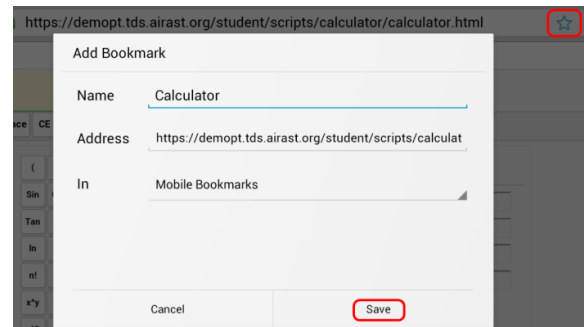 https://demopt.tds.airast.org/student/scripts/calculator/calculator.html
Add Bookmark
Name Calculator
CE
Address https://demopt.tds.airast.org/student/scripts/calculat
(
In Mobile Bookmarks
Sin
Tan
ln
n!
x^y
Cancel Save